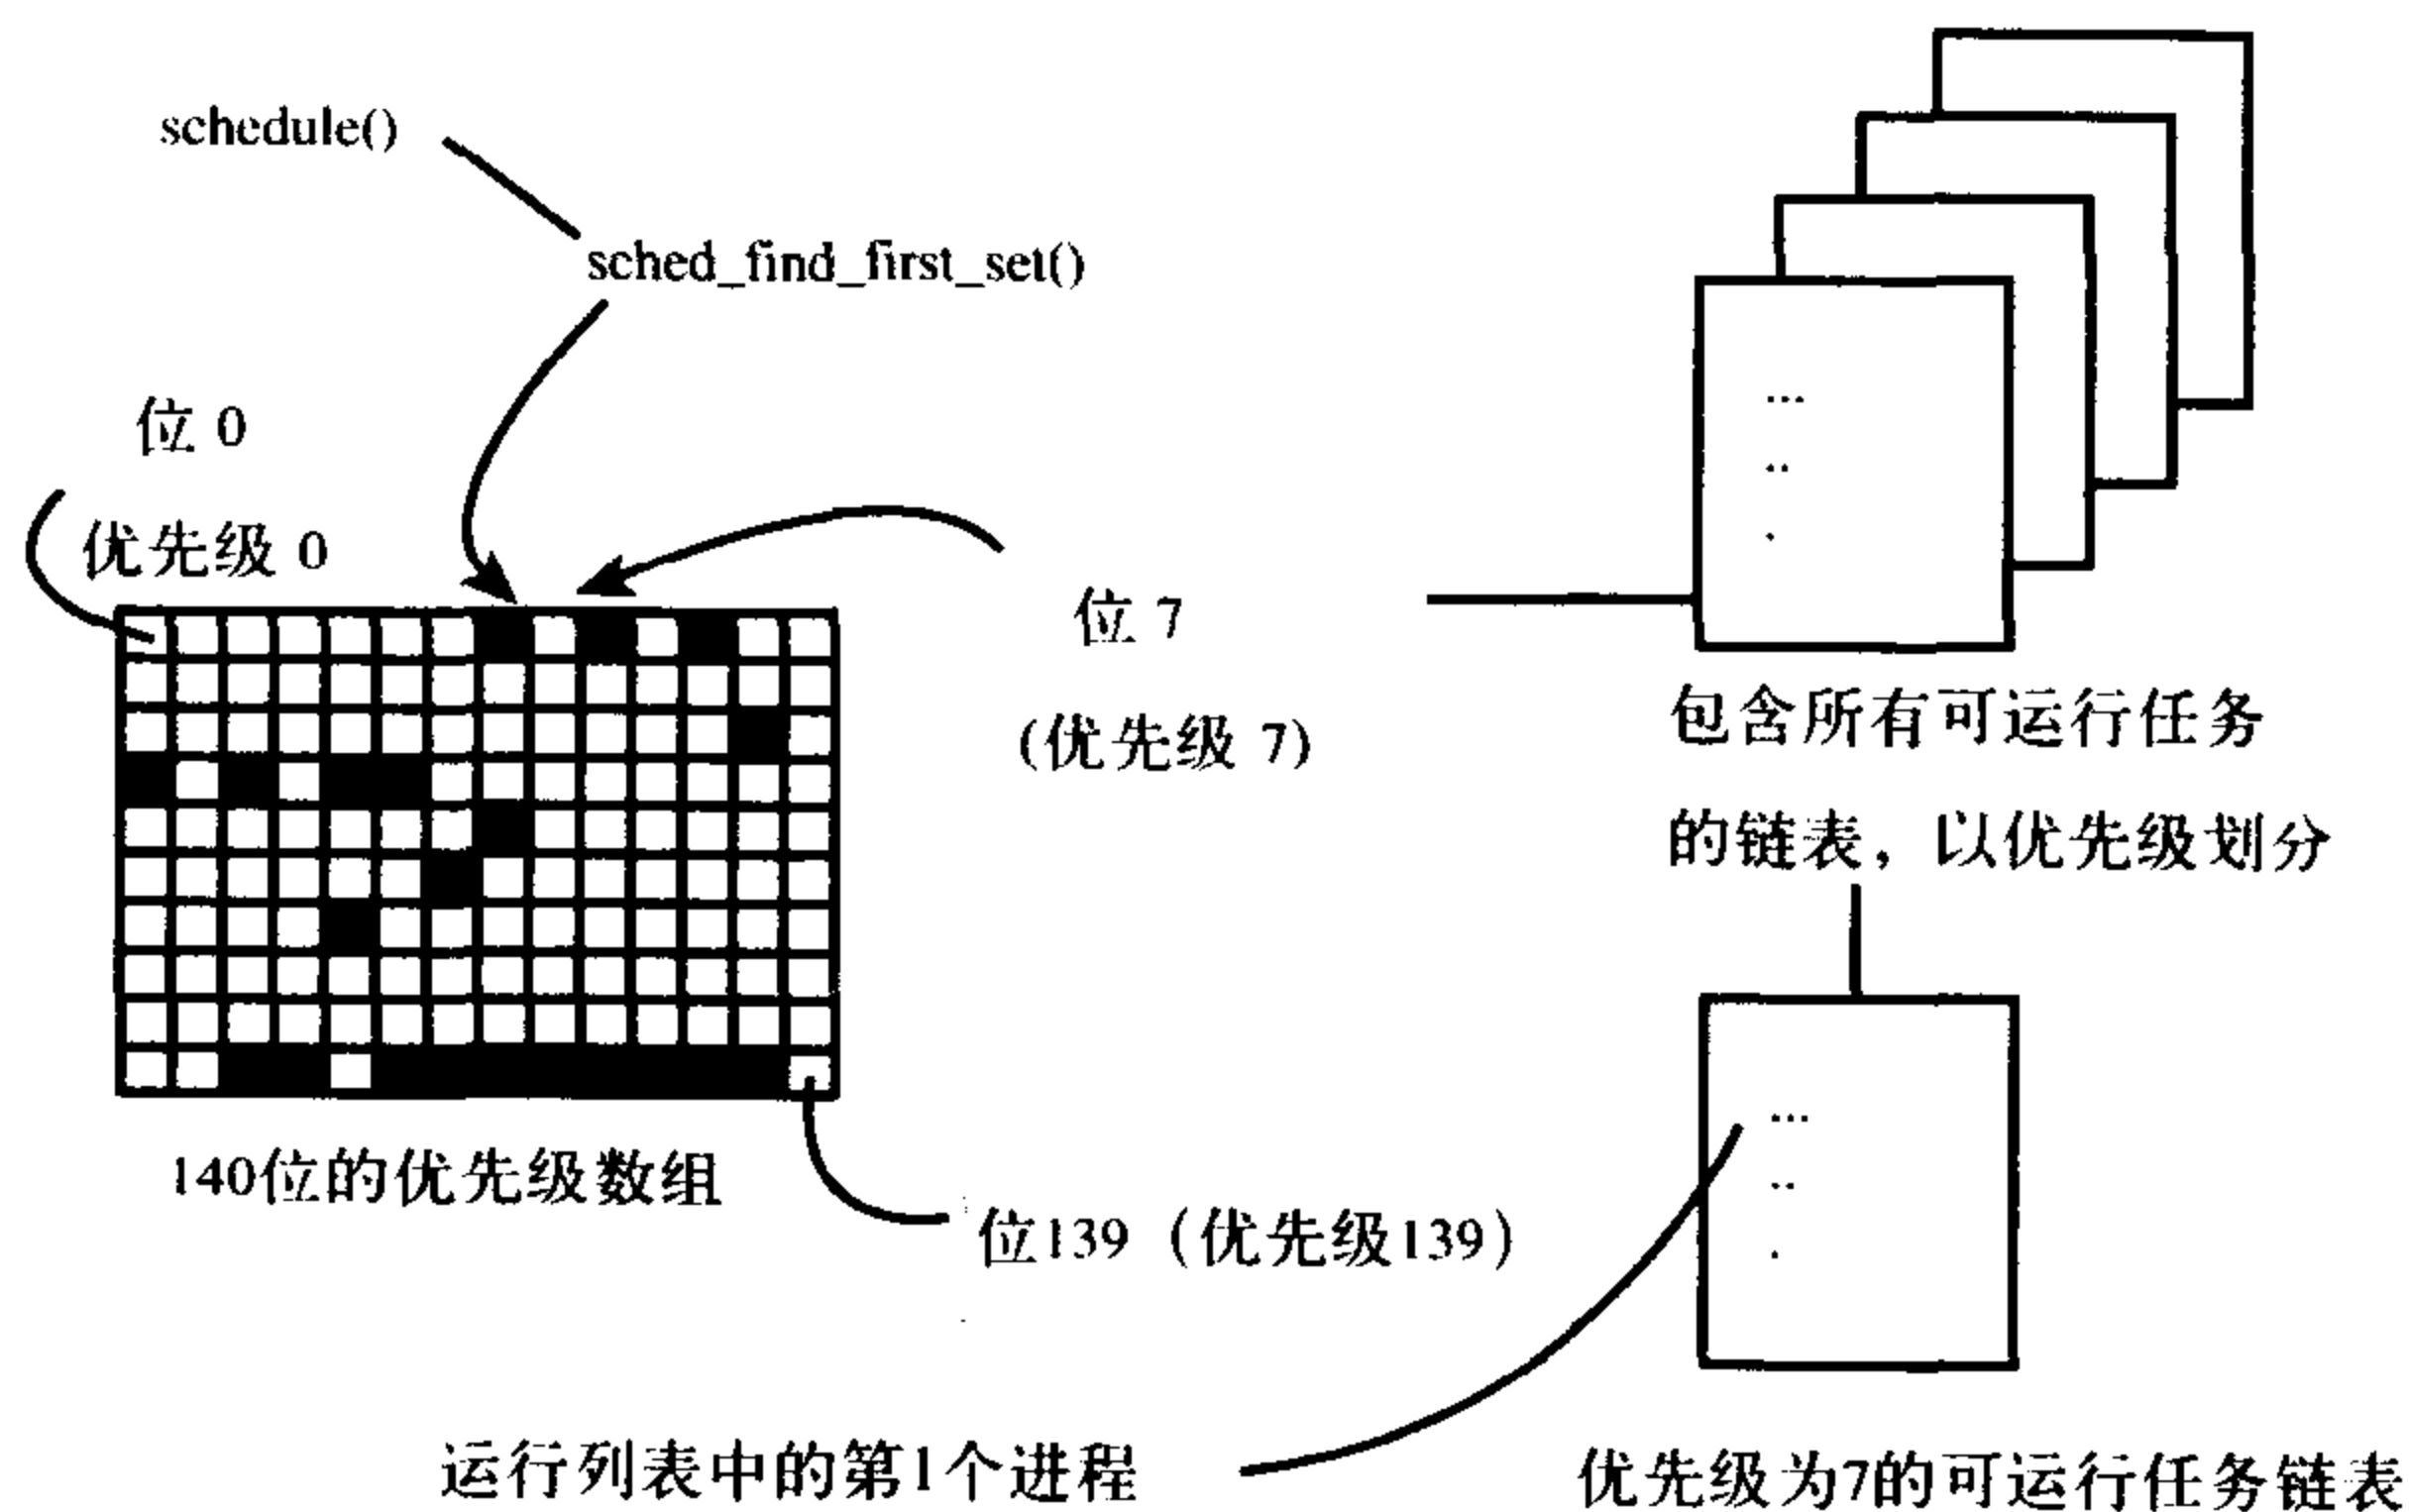 schedule()
sched_find_first_set()
位 0
优先级 0
位 7
(优先级 7)
包含所有可运行任务
的链表，以优先级划分
140位的优先级数组
位139（优先级139）
运行列表中的第1个进程
优先级为7的可运行任务链表